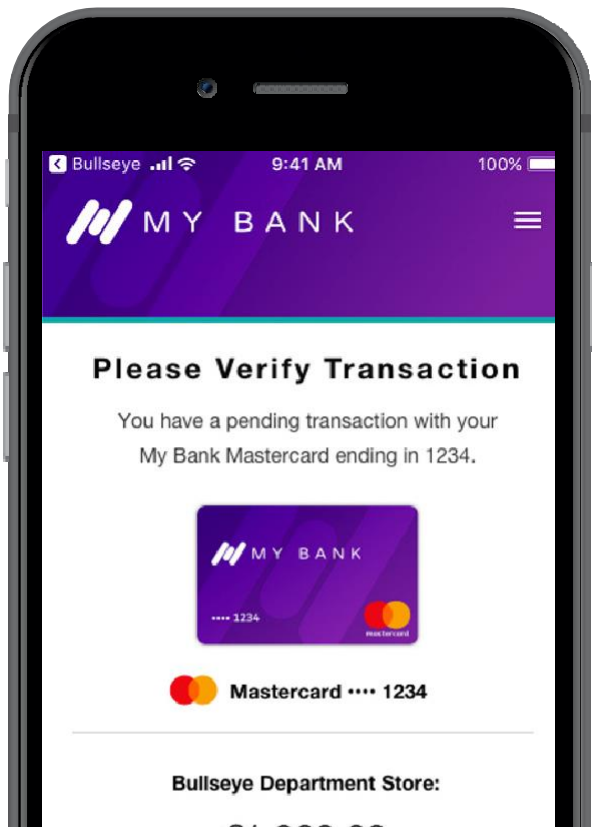 Bullseye 9:41 AM 100%
MY BANK
Please Verify Transaction
You have a pending transaction with your
My Bank Mastercard ending in 1234.
MY BANK
•••• 1234
mastercard
Mastercard •••• 1234
Bullseye Department Store: